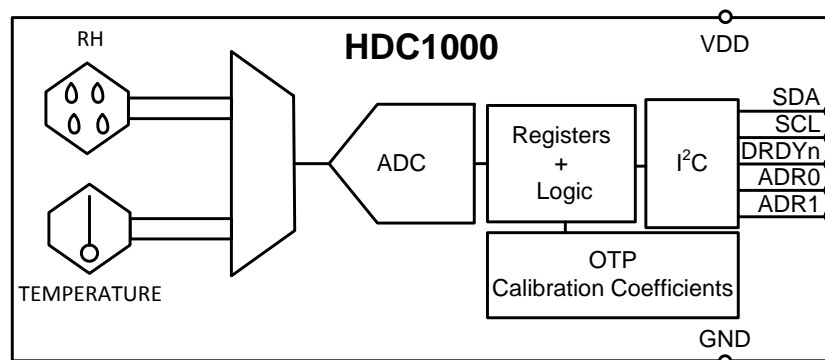 RH
HDC1000
VDD
TEMPERATURE
ADC
Registers
+
Logic
I²C
SDA
SCL
DRDYn
ADR0
ADR1
OTP
Calibration Coefficients
GND